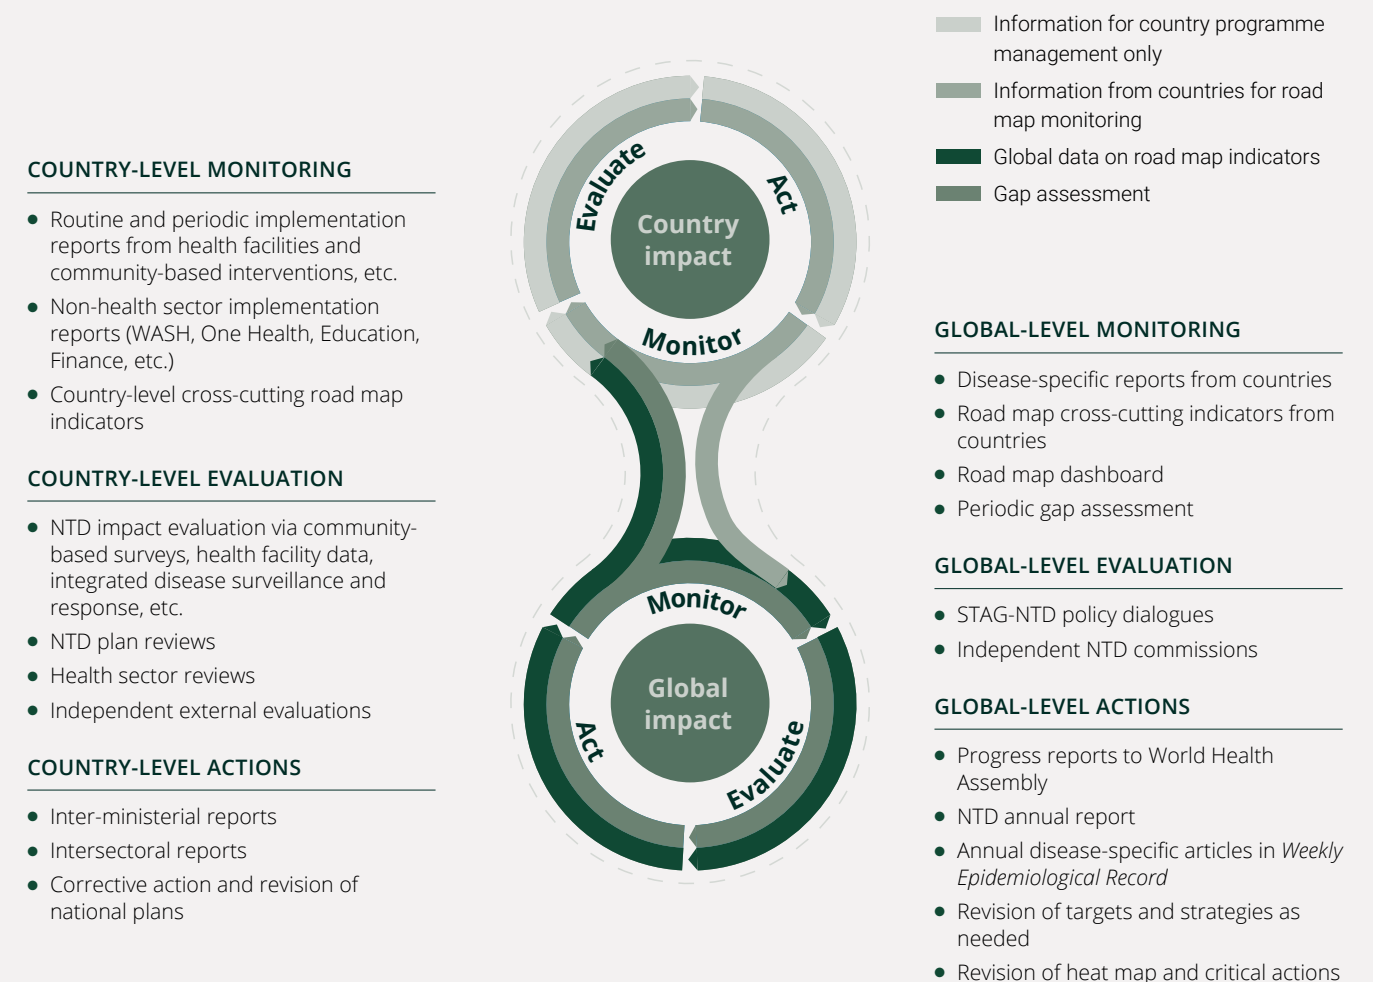 Information for country programme
management only
Information from countries for road
map monitoring
Global data on road map indicators
Gap assessment
COUNTRY-LEVEL MONITORING
Routine and periodic implementation
reports from health facilities and
community-based interventions, etc.
Non-health sector implementation
reports (WASH, One Health, Education,
Finance, etc.)
Country-level cross-cutting road map
indicators
COUNTRY-LEVEL EVALUATION
NTD impact evaluation via community-
based surveys, health facility data,
integrated disease surveillance and
response, etc.
NTD plan reviews
Health sector reviews
Independent external evaluations
COUNTRY-LEVEL ACTIONS
Inter-ministerial reports
Intersectoral reports
Corrective action and revision of
national plans
Evaluate
Act
Country
impact
Monitor
Monitor
Global
impact
Act
Evaluate
GLOBAL-LEVEL MONITORING
Disease-specific reports from countries
Road map cross-cutting indicators from
countries
Road map dashboard
Periodic gap assessment
GLOBAL-LEVEL EVALUATION
STAG-NTD policy dialogues
Independent NTD commissions
GLOBAL-LEVEL ACTIONS
Progress reports to World Health
Assembly
NTD annual report
Annual disease-specific articles in Weekly
Epidemiological Record
Revision of targets and strategies as
needed
Revision of heat map and critical actions